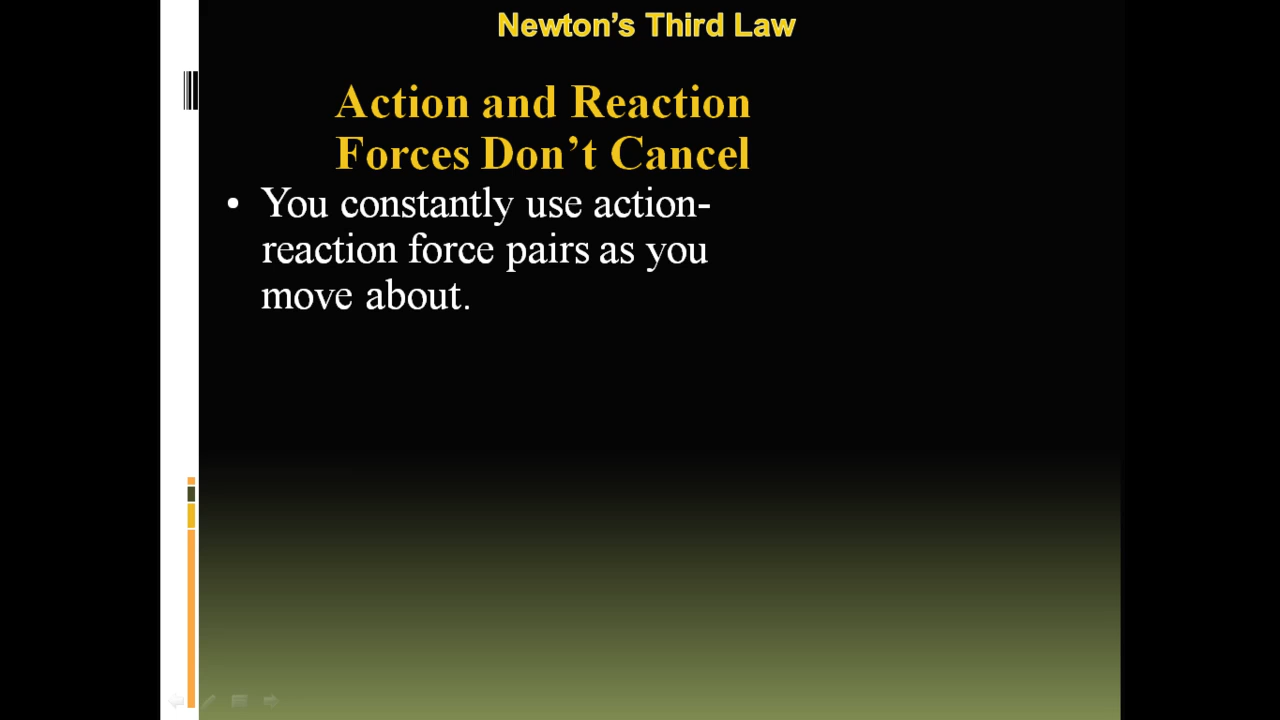 Newton’s Third Law
Action and Reaction
Forces Don’t Cancel
• You constantly use action-
reaction force pairs as you
move about.